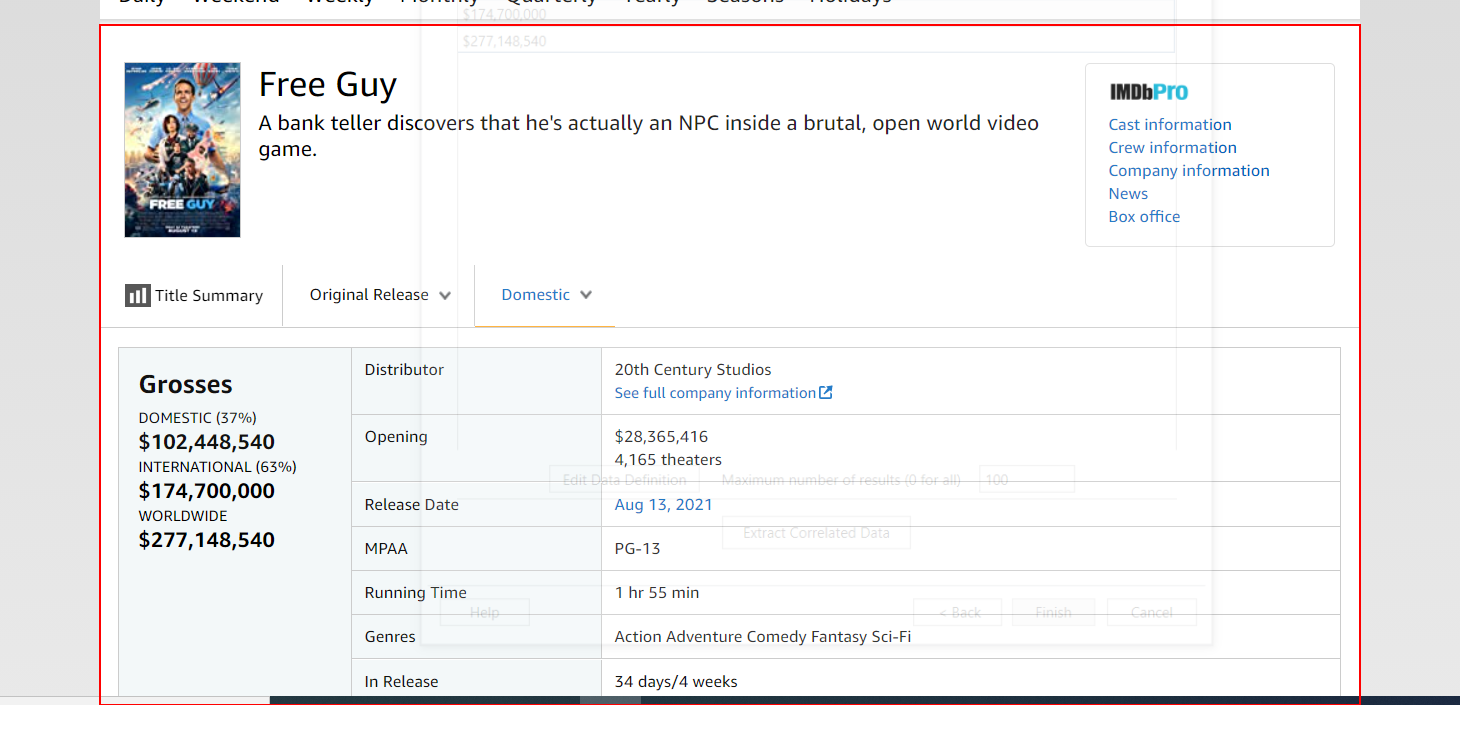 Daily Weekend Weekly Monthly Quarterly Yearly Seasons Holidays
$174,700,000
$277,148,540
FREE GUY
AUGUST 13
Free Guy
A bank teller discovers that he's actually an NPC inside a brutal, open world video
game.
IMDbPro
Cast information
Crew information
Company information
News
Box office
Title Summary
Original Release
Domestic
Grosses
DOMESTIC (37%)
$102,448,540
INTERNATIONAL (63%)
$174,700,000
WORLDWIDE
$277,148,540
Distributor
20th Century Studios
See full company information
Opening
$28,365,416
4,165 theaters
Edit Data Definition
Maximum number of results (0 for all) 100
Release Date
Aug 13, 2021
Extract Correlated Data
MPAA
PG-13
Running Time
1 hr 55 min
Help
< Back
Finish
Cancel
Genres
Action Adventure Comedy Fantasy Sci-Fi
In Release
34 days/4 weeks